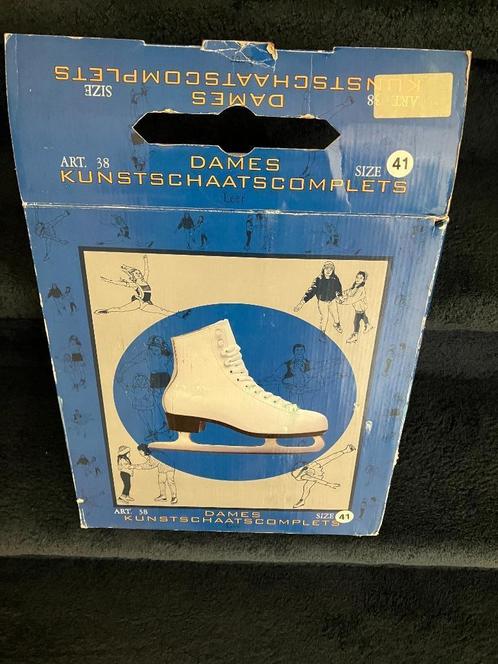 DAMES
KUNSTSCHAATSCOMPLETS
SIZE
ART. 38
ART. 38
DAMES
SIZE 41
KUNSTSCHAATSCOMPLETS
Leer
ART. 38
DAMES
SIZE 41
KUNSTSCHAATSCOMPLETS